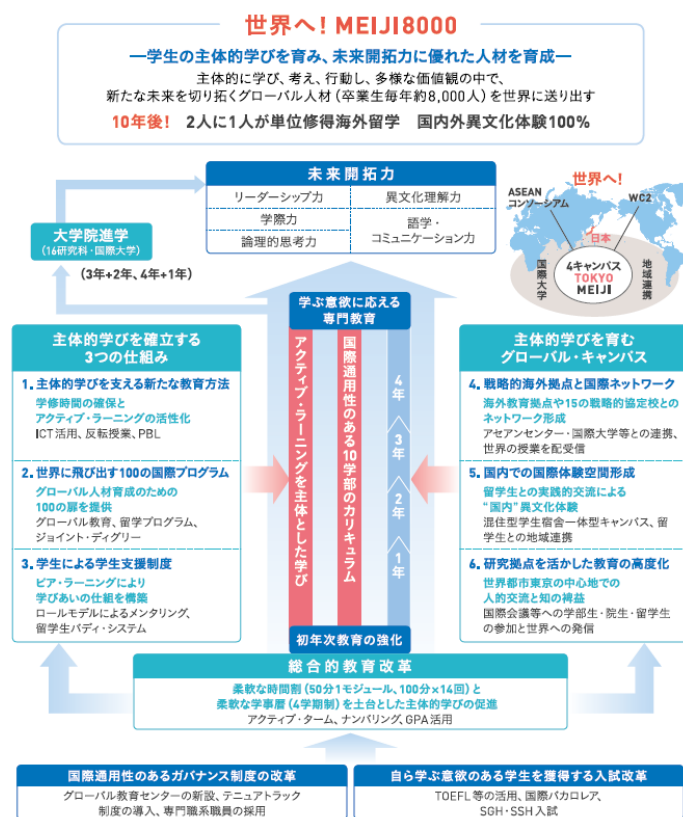 世界へ! MEIJI8000
―学生の主体的学びを育み、未来開拓力に優れた人材を育成―
主体的に学び、考え、行動し、多様な価値観の中で、
新たな未来を切り拓くグローバル人材(卒業生毎年約8,000人)を世界に送り出す
10年後! 2人に1人が単位修得海外留学 国内外異文化体験100%
未来開拓力
リーダーシップ力
学際力
論理的思考力
異文化理解力
語学・
コミュニケーション力
世界へ!
ASEAN
コンソーシアム
WC2
日本
国際大学
4キャンパス
TOKYO
MEIJI
地域連携
大学院進学
(16研究科・国際大学)
(3年+2年、4年+1年)
学ぶ意欲に応える
専門教育
アクティブ・ラーニングを主体とした学び
国際通用性のある10学部のカリキュラム
4年
3年
2年
1年
初年次教育の強化
主体的学びを確立する
3つの仕組み
1.主体的学びを支える新たな教育方法
学修時間の確保と
アクティブ・ラーニングの活性化
ICT活用、反転授業、PBL
2.世界に飛び出す100の国際プログラム
グローバル人材育成のための
100の扉を提供
グローバル教育、留学プログラム、
ジョイント・ディグリー
3.学生による学生支援制度
ピア・ラーニングにより
学びあいの仕組を構築
ロールモデルによるメンタリング、
留学生バディ・システム
主体的学びを育む
グローバル・キャンパス
4.戦略的海外拠点と国際ネットワーク
海外教育拠点や15の戦略的協定校との
ネットワーク形成
アセアンセンター・国際大学等との連携、
世界の授業を配受信
5.国内での国際体験空間形成
留学生との実践的交流による
“国内”異文化体験
混住型学生宿舎一体型キャンパス、留
学生との地域連携
6.研究拠点を活かした教育の高度化
世界都市東京の中心地での
人的交流と知の裨益
国際会議等への学部生・院生・留学生
の参加と世界への発信
総合的教育改革
柔軟な時間割(50分1モジュール、100分×14回)と
柔軟な学事暦(4学期制)を土台とした主体的学びの促進
アクティブ・ターム、ナンバリング、GPA活用
国際通用性のあるガバナンス制度の改革
グローバル教育センターの新設、テニュアトラック
制度の導入、専門職系職員の採用
自ら学ぶ意欲のある学生を獲得する入試改革
TOEFL等の活用、国際バカロレア、
SGH・SSH入試